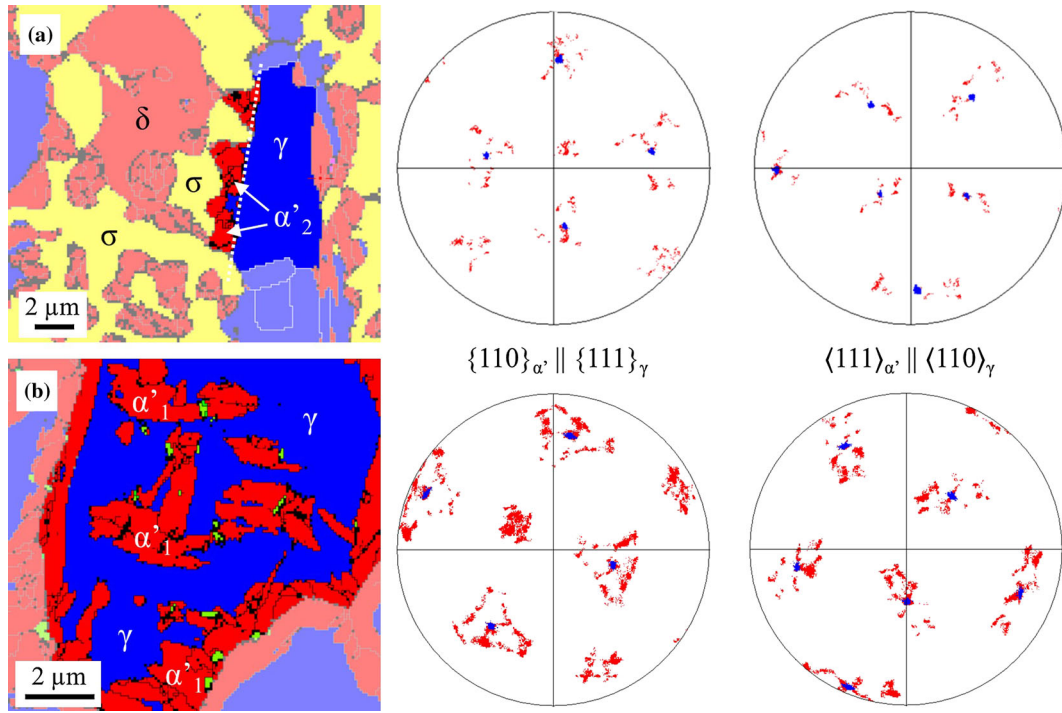 (a)
δ
γ
σ
α'₂
σ
2 µm
{110}α' || {111}γ
⟨111⟩α' || ⟨110⟩γ
(b)
α'₁
γ
α'₁
γ
α'₁
2 µm